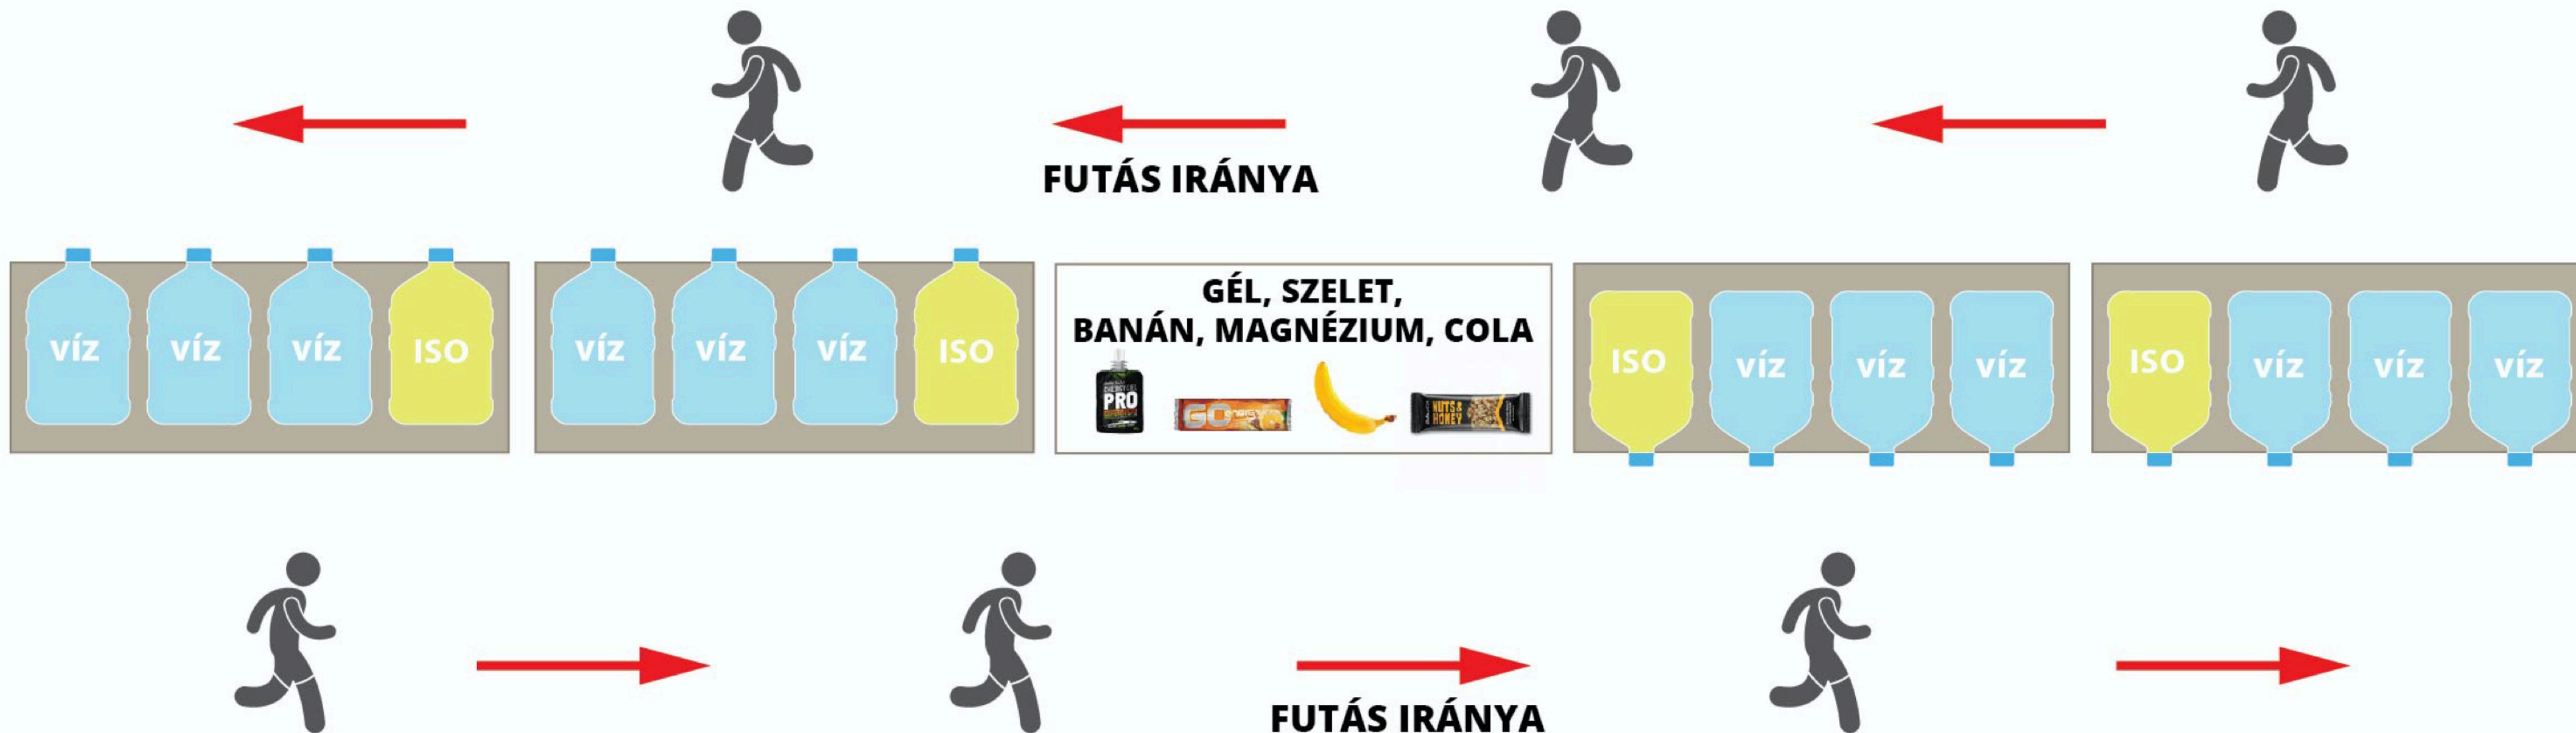 FUTÁS IRÁNYA
víz víz víz ISO
víz víz víz ISO
GÉL, SZELET,
BANÁN, MAGNÉZIUM, COLA
PRO
GO
NUTS &
HONEY
ISO víz víz víz
ISO víz víz víz
FUTÁS IRÁNYA